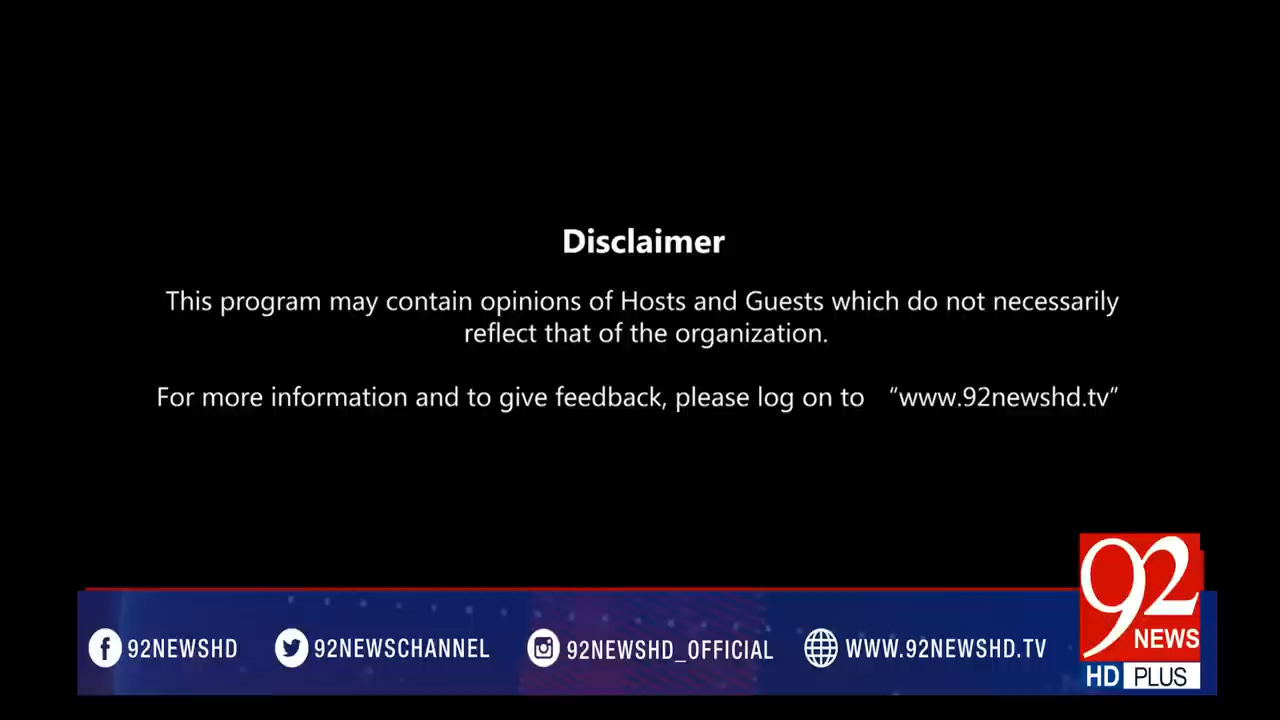 Disclaimer
This program may contain opinions of Hosts and Guests which do not necessarily
reflect that of the organization.
For more information and to give feedback, please log on to “www.92newshd.tv”
92NEWSHD 92NEWSCHANNEL 92NEWSHD_OFFICIAL WWW.92NEWSHD.TV
92
NEWS
HD PLUS